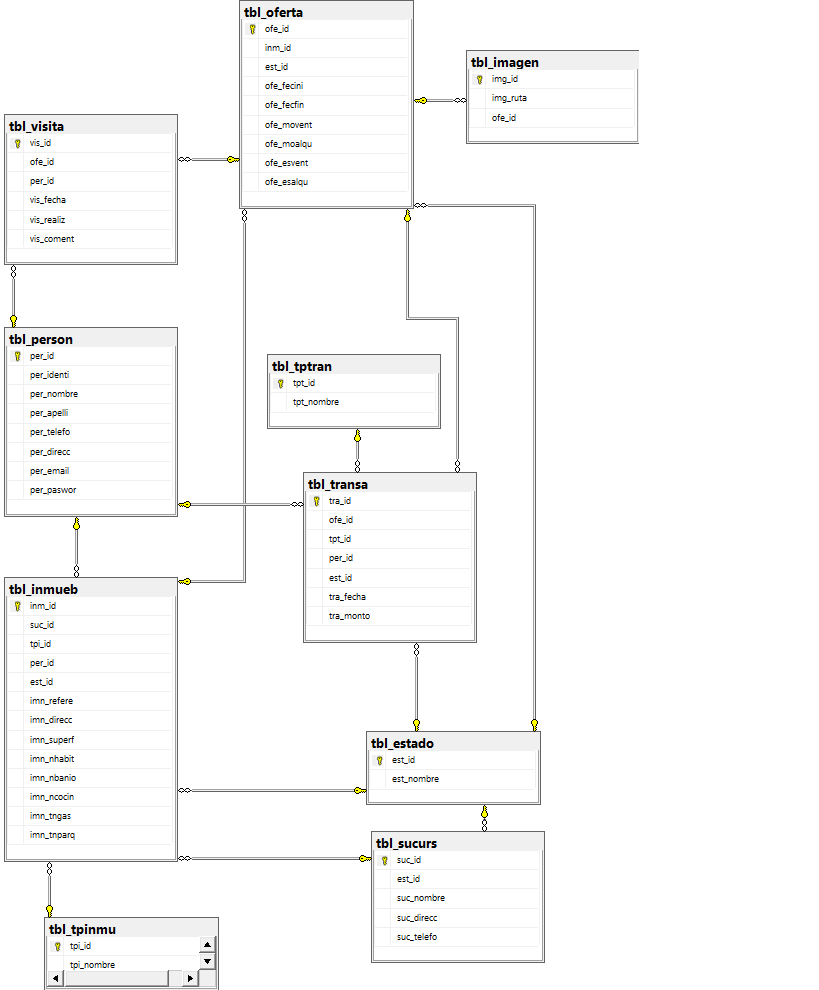 tbl_oferta
ofe_id
inm_id
est_id
ofe_fecini
ofe_fecfin
ofe_movent
ofe_moalqu
ofe_esvent
ofe_esalqu
tbl_imagen
img_id
img_ruta
ofe_id
tbl_visita
vis_id
ofe_id
per_id
vis_fecha
vis_realiz
vis_coment
tbl_person
per_id
per_identi
per_nombre
per_apelli
per_telefo
per_direcc
per_email
per_paswor
tbl_tptran
tpt_id
tpt_nombre
tbl_transa
tra_id
ofe_id
tpt_id
per_id
est_id
tra_fecha
tra_monto
tbl_inmueb
inm_id
suc_id
tpi_id
per_id
est_id
imn_refere
imn_direcc
imn_superf
imn_nhabit
imn_nbanio
imn_ncocin
imn_tngas
imn_tnparq
tbl_estado
est_id
est_nombre
tbl_sucurs
suc_id
est_id
suc_nombre
suc_direcc
suc_telefo
tbl_tpinmu
tpi_id
tpi_nombre